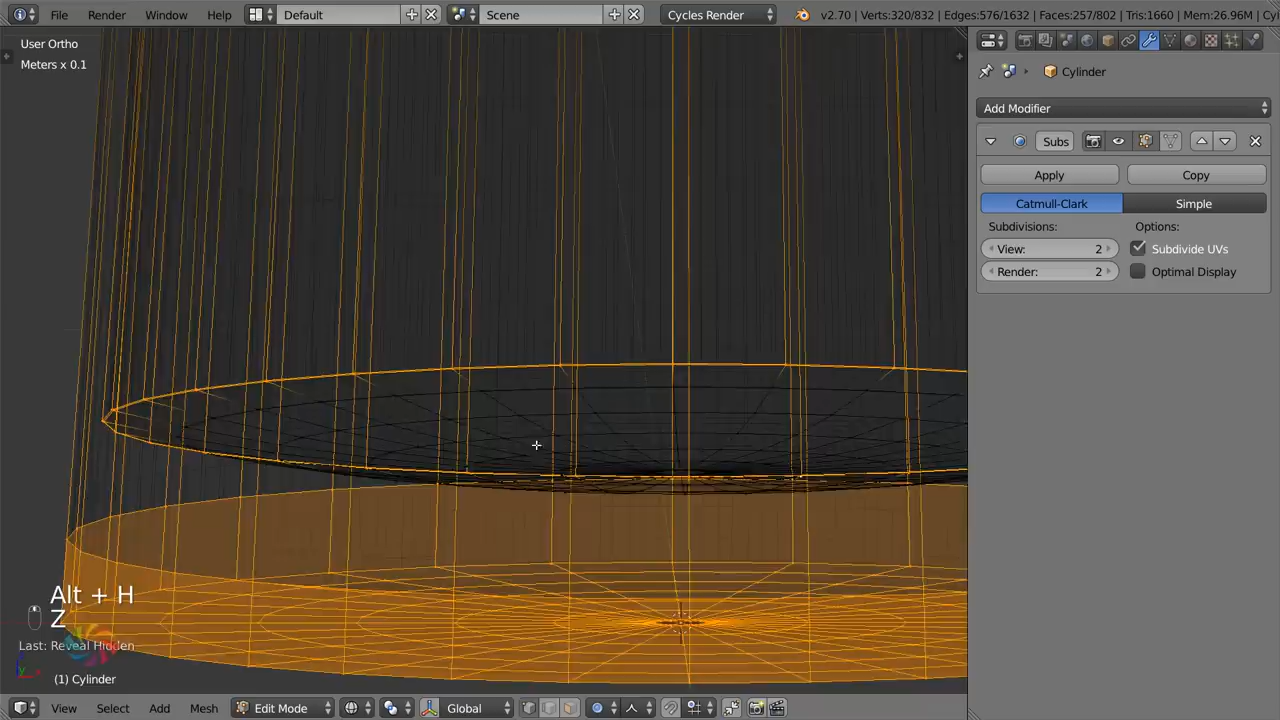 File Render Window Help Default Scene Cycles Render v2.70 | Verts:320/832 | Edges:576/1632 | Faces:257/802 | Tris:1660 | Mem:26.96M | Cy
User Ortho
Meters x 0.1
Cylinder
Add Modifier
Subs
Apply Copy
Catmull-Clark Simple
Subdivisions: Options:
View: 2 Subdivide UVs
Render: 2 Optimal Display
Alt + H
Z
Last: Reveal Hidden
(1) Cylinder
View Select Add Mesh Edit Mode Global